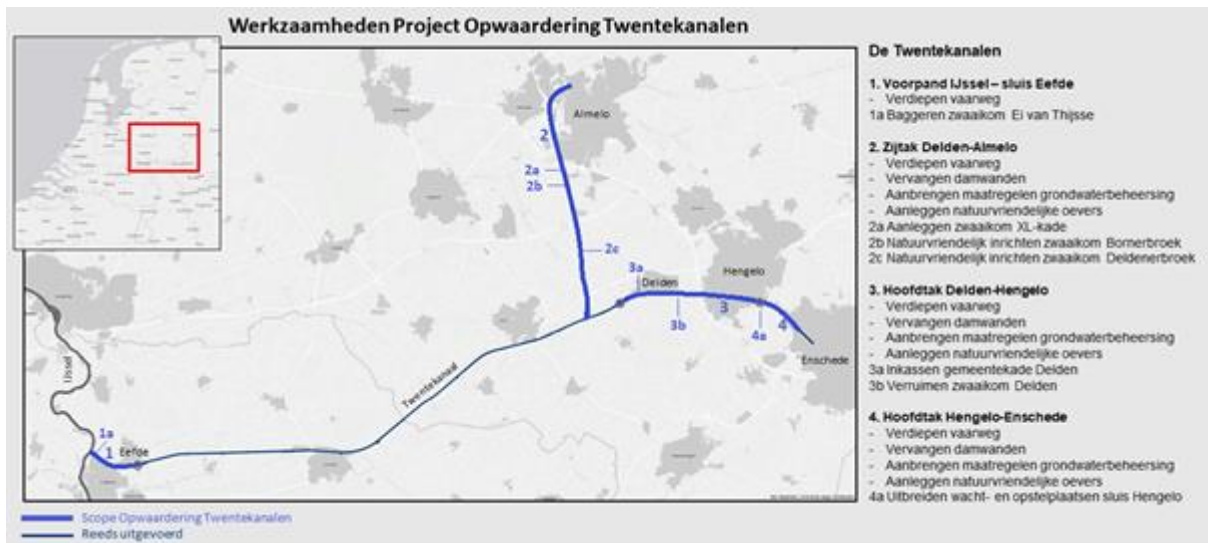 Werkzaamheden Project Opwaardering Twentekanalen
Almelo
2
2a
2b
2c
3a
Delden
Hengelo
3b
3
4a
4
Enschede
Twentekanaal
IJssel
1a
1
Eefde
Scope Opwaardering Twentekanalen
Reeds uitgevoerd
De Twentekanalen
1. Voorpand IJssel – sluis Eefde
- Verdiepen vaarweg
1a Baggeren zwaaikom Ei van Thijsse
2. Zijtak Delden-Almelo
- Verdiepen vaarweg
- Vervangen damwanden
- Aanbrengen maatregelen grondwaterbeheersing
- Aanleggen natuurvriendelijke oevers
2a Aanleggen zwaaikom XL-kade
2b Natuurvriendelijk inrichten zwaaikom Bornerbroek
2c Natuurvriendelijk inrichten zwaaikom Deldenerbroek
3. Hoofdtak Delden-Hengelo
- Verdiepen vaarweg
- Vervangen damwanden
- Aanbrengen maatregelen grondwaterbeheersing
- Aanleggen natuurvriendelijke oevers
3a Inkassen gemeentekade Delden
3b Verruimen zwaaikom Delden
4. Hoofdtak Hengelo-Enschede
- Verdiepen vaarweg
- Vervangen damwanden
- Aanbrengen maatregelen grondwaterbeheersing
- Aanleggen natuurvriendelijke oevers
4a Uitbreiden wacht- en opstelplaatsen sluis Hengelo